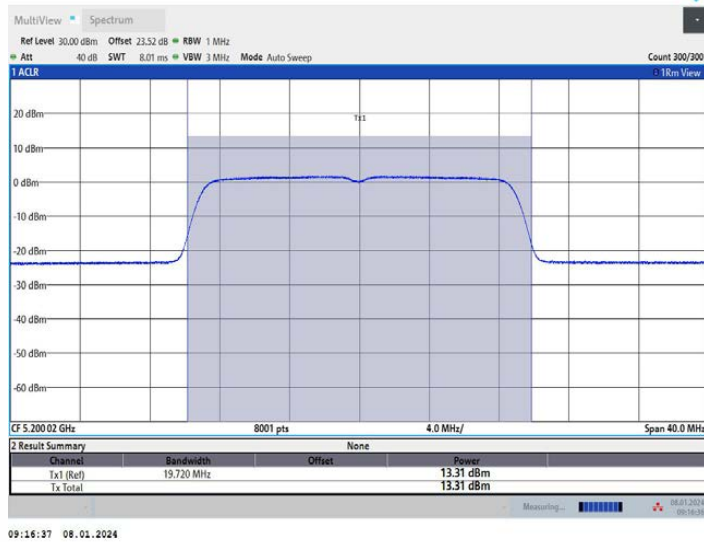 MultiView Spectrum
Ref Level 30.00 dBm Offset 23.52 dB RBW 1 MHz
Att 40 dB SWT 8.01 ms VBW 3 MHz Mode Auto Sweep Count 300/300
1 ACLR 1Rm View
Tx1
20 dBm
10 dBm
0 dBm
-10 dBm
-20 dBm
-30 dBm
-40 dBm
-50 dBm
-60 dBm
CF 5.200 02 GHz 8001 pts 4.0 MHz/ Span 40.0 MHz
2 Result Summary None
Channel Bandwidth Offset Power
Tx1 (Ref) 19.720 MHz 13.31 dBm
Tx Total 13.31 dBm
Measuring... 08.01.2024
09:16:36
09:16:37 08.01.2024